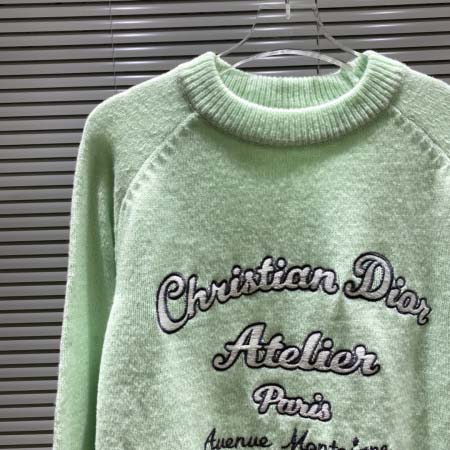 Christian Dior
Atelier
Paris
Avenue Montaigne